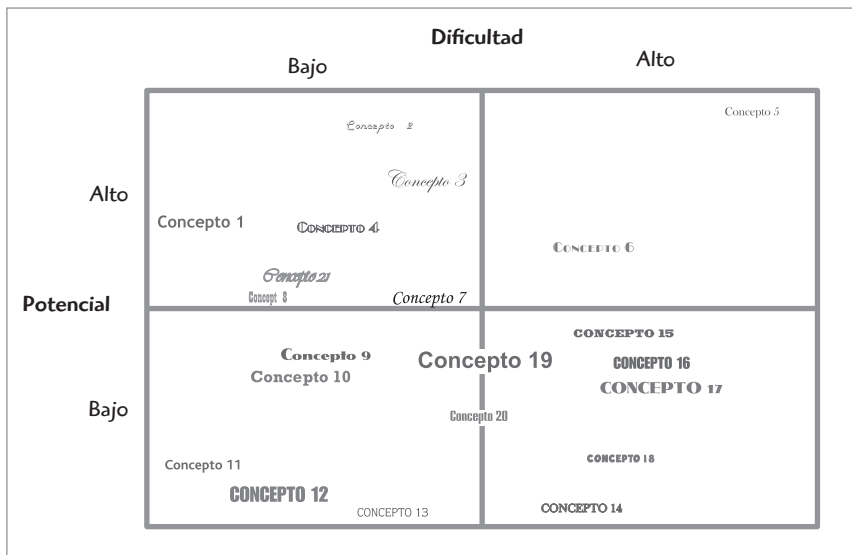 Dificultad
Bajo
Alto
Concepto 2
Concepto 5
Concepto 3
Alto
Concepto 1
CONCEPTO 4
CONCEPTO 6
Concepto 21
Concept 8
Concepto 7
Potencial
CONCEPTO 15
Concepto 9
Concepto 19
CONCEPTO 16
Concepto 10
CONCEPTO 17
Bajo
Concepto 20
Concepto 11
CONCEPTO 18
CONCEPTO 12
CONCEPTO 13
CONCEPTO 14